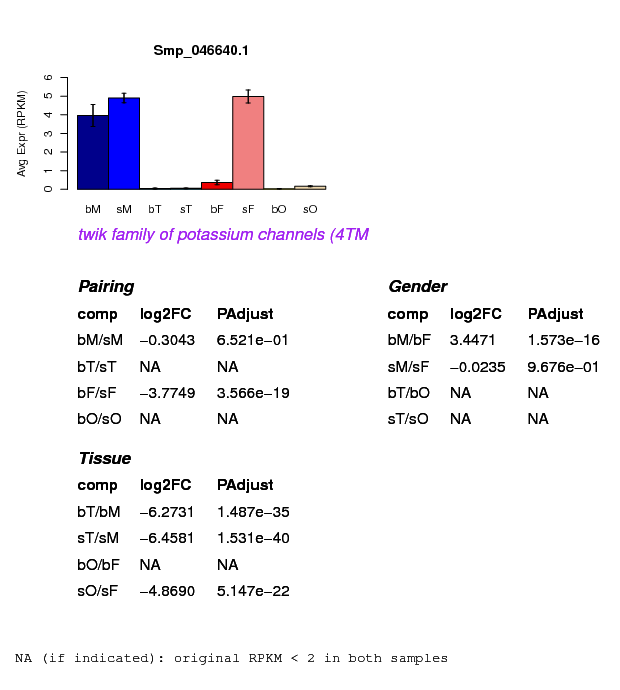 Smp_046640.1
Avg Expr (RPKM)
6
5
4
3
2
1
0
bM sM bT sT bF sF bO sO
twik family of potassium channels (4TM
Pairing
comp log2FC PAdjust
bM/sM −0.3043 6.521e−01
bT/sT NA NA
bF/sF −3.7749 3.566e−19
bO/sO NA NA
Gender
comp log2FC PAdjust
bM/bF 3.4471 1.573e−16
sM/sF −0.0235 9.676e−01
bT/bO NA NA
sT/sO NA NA
Tissue
comp log2FC PAdjust
bT/bM −6.2731 1.487e−35
sT/sM −6.4581 1.531e−40
bO/bF NA NA
sO/sF −4.8690 5.147e−22
NA (if indicated): original RPKM < 2 in both samples